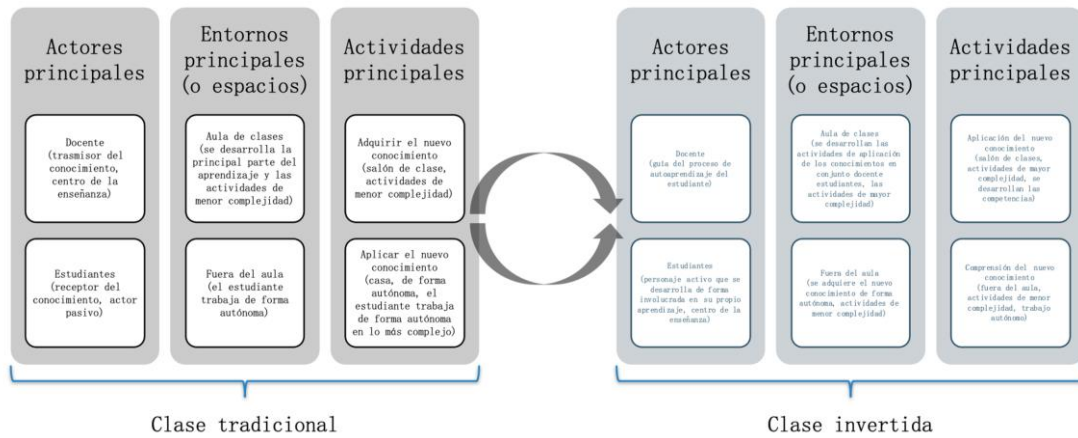 Actores
principales
Docente
(trasmisor del
conocimiento,
centro de la
enseñanza)
Estudiantes
(receptor del
conocimiento, actor
pasivo)
Entornos
principales
(o espacios)
Aula de clases
(se desarrolla la
principal parte del
aprendizaje y las
actividades de
menor complejidad)
Fuera del aula
(el estudiante
trabaja de forma
autónoma)
Actividades
principales
Adquirir el nuevo
conocimiento
(salón de clase,
actividades de
menor complejidad)
Aplicar el nuevo
conocimiento
(casa, de forma
autónoma, el
estudiante trabaja
de forma autónoma
en lo más complejo)
Clase tradicional
Actores
principales
Docente
(guía del proceso de
autoaprendizaje del
estudiante)
Estudiantes
(personaje activo que se
desarrolla de forma
involucrada en su propio
aprendizaje, centro de la
enseñanza)
Entornos
principales
(o espacios)
Aula de clases
(se desarrollan las
actividades de aplicación
de los conocimientos en
conjunto docente
estudiantes, las
actividades de mayor
complejidad)
Fuera del aula
(se adquiere el nuevo
conocimiento de forma
autónoma, actividades de
menor complejidad)
Actividades
principales
Aplicación del nuevo
conocimiento
(salón de clases,
actividades de mayor
complejidad, se
desarrollan las
competencias)
Comprensión del nuevo
conocimiento
(fuera del aula,
actividades de menor
complejidad, trabajo
autónomo)
Clase invertida